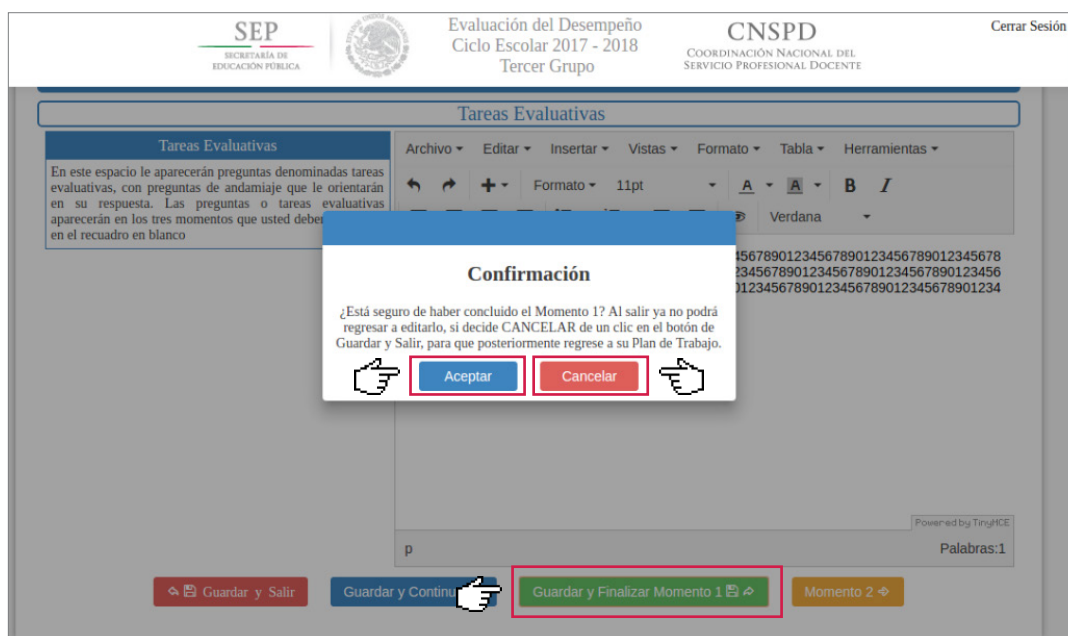 SEP
SECRETARÍA DE
EDUCACIÓN PÚBLICA
Evaluación del Desempeño
Ciclo Escolar 2017 - 2018
Tercer Grupo
CNSPD
COORDINACIÓN NACIONAL DEL
SERVICIO PROFESIONAL DOCENTE
Cerrar Sesión
Tareas Evaluativas
Tareas Evaluativas
En este espacio le aparecerán preguntas denominadas tareas
evaluativas, con preguntas de andamiaje que le orientarán
en su respuesta. Las preguntas o tareas evaluativas
aparecerán en los tres momentos que usted
en el recuadro en blanco
Archivo Editar Insertar Vistas Formato Tabla Herramientas
Formato 11pt A A B I
Verdana
45678901234567890123456789012345678
Confirmación
¿Está seguro de haber concluido el Momento 1? Al salir ya no podrá
regresar a editarlo, si decide CANCELAR de un clic en el botón de
Guardar y Salir, para que posteriormente regrese a su Plan de Trabajo.
Aceptar Cancelar
Powered by TinyMCE
p Palabras:1
Guardar y Salir Guardar y Finalizar Momento 1 Momento 2